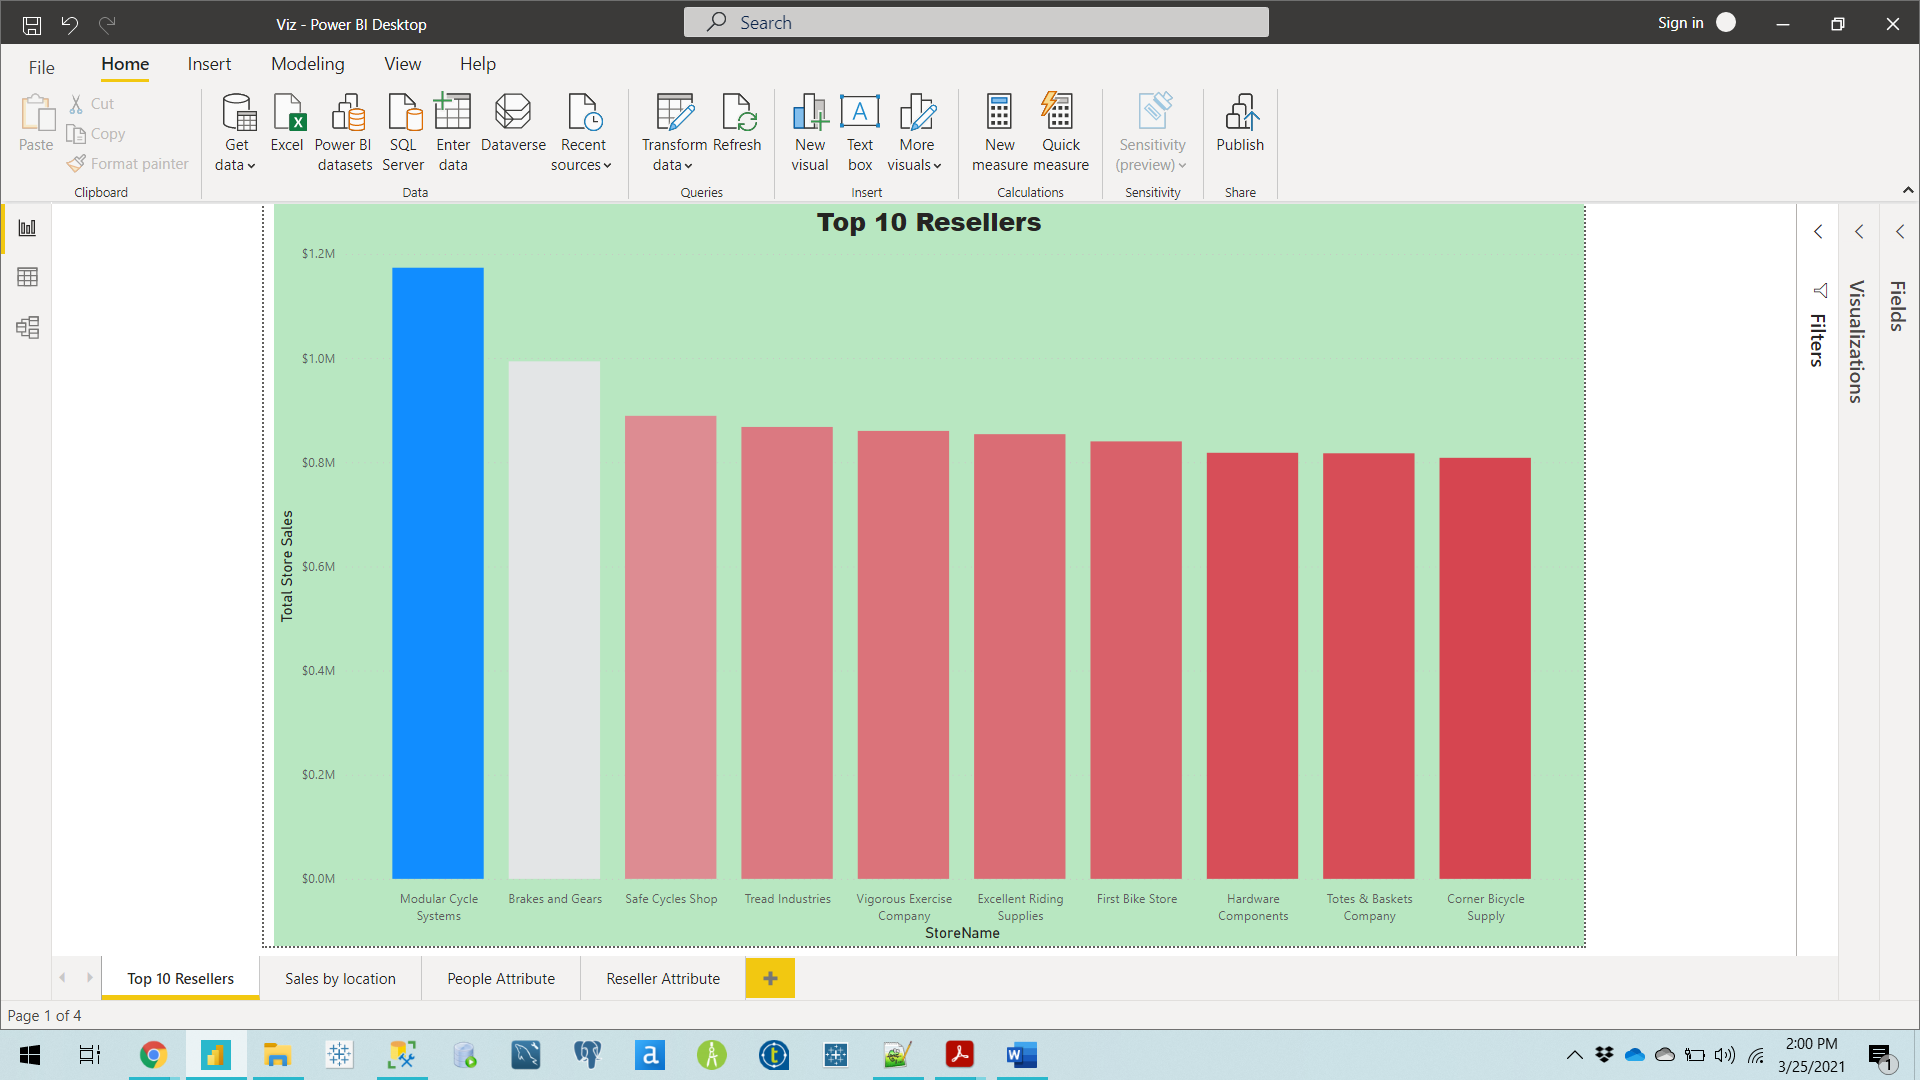 Viz - Power BI Desktop
Search
Sign in
File
Home
Insert
Modeling
View
Help
Paste
Cut
Copy
Format painter
Clipboard
Get data
Excel
Power BI datasets
SQL Server
Enter data
Dataverse
Recent sources
Data
Transform data
Refresh
Queries
New visual
Text box
More visuals
Insert
New measure
Quick measure
Calculations
Sensitivity (preview)
Sensitivity
Publish
Share
Top 10 Resellers
$1.2M
$1.0M
$0.8M
$0.6M
$0.4M
$0.2M
$0.0M
Total Store Sales
Modular Cycle Systems
Brakes and Gears
Safe Cycles Shop
Tread Industries
Vigorous Exercise Company
Excellent Riding Supplies
First Bike Store
Hardware Components
Totes & Baskets Company
Corner Bicycle Supply
StoreName
Filters
Visualizations
Fields
Top 10 Resellers
Sales by location
People Attribute
Reseller Attribute
Page 1 of 4
2:00 PM
3/25/2021
1